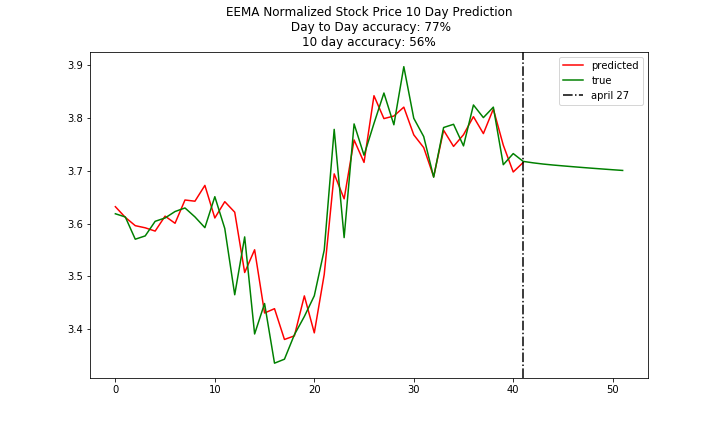 EEMA Normalized Stock Price 10 Day Prediction
Day to Day accuracy: 77%
10 day accuracy: 56%
predicted
true
april 27
3.9
3.8
3.7
3.6
3.5
3.4
0 10 20 30 40 50